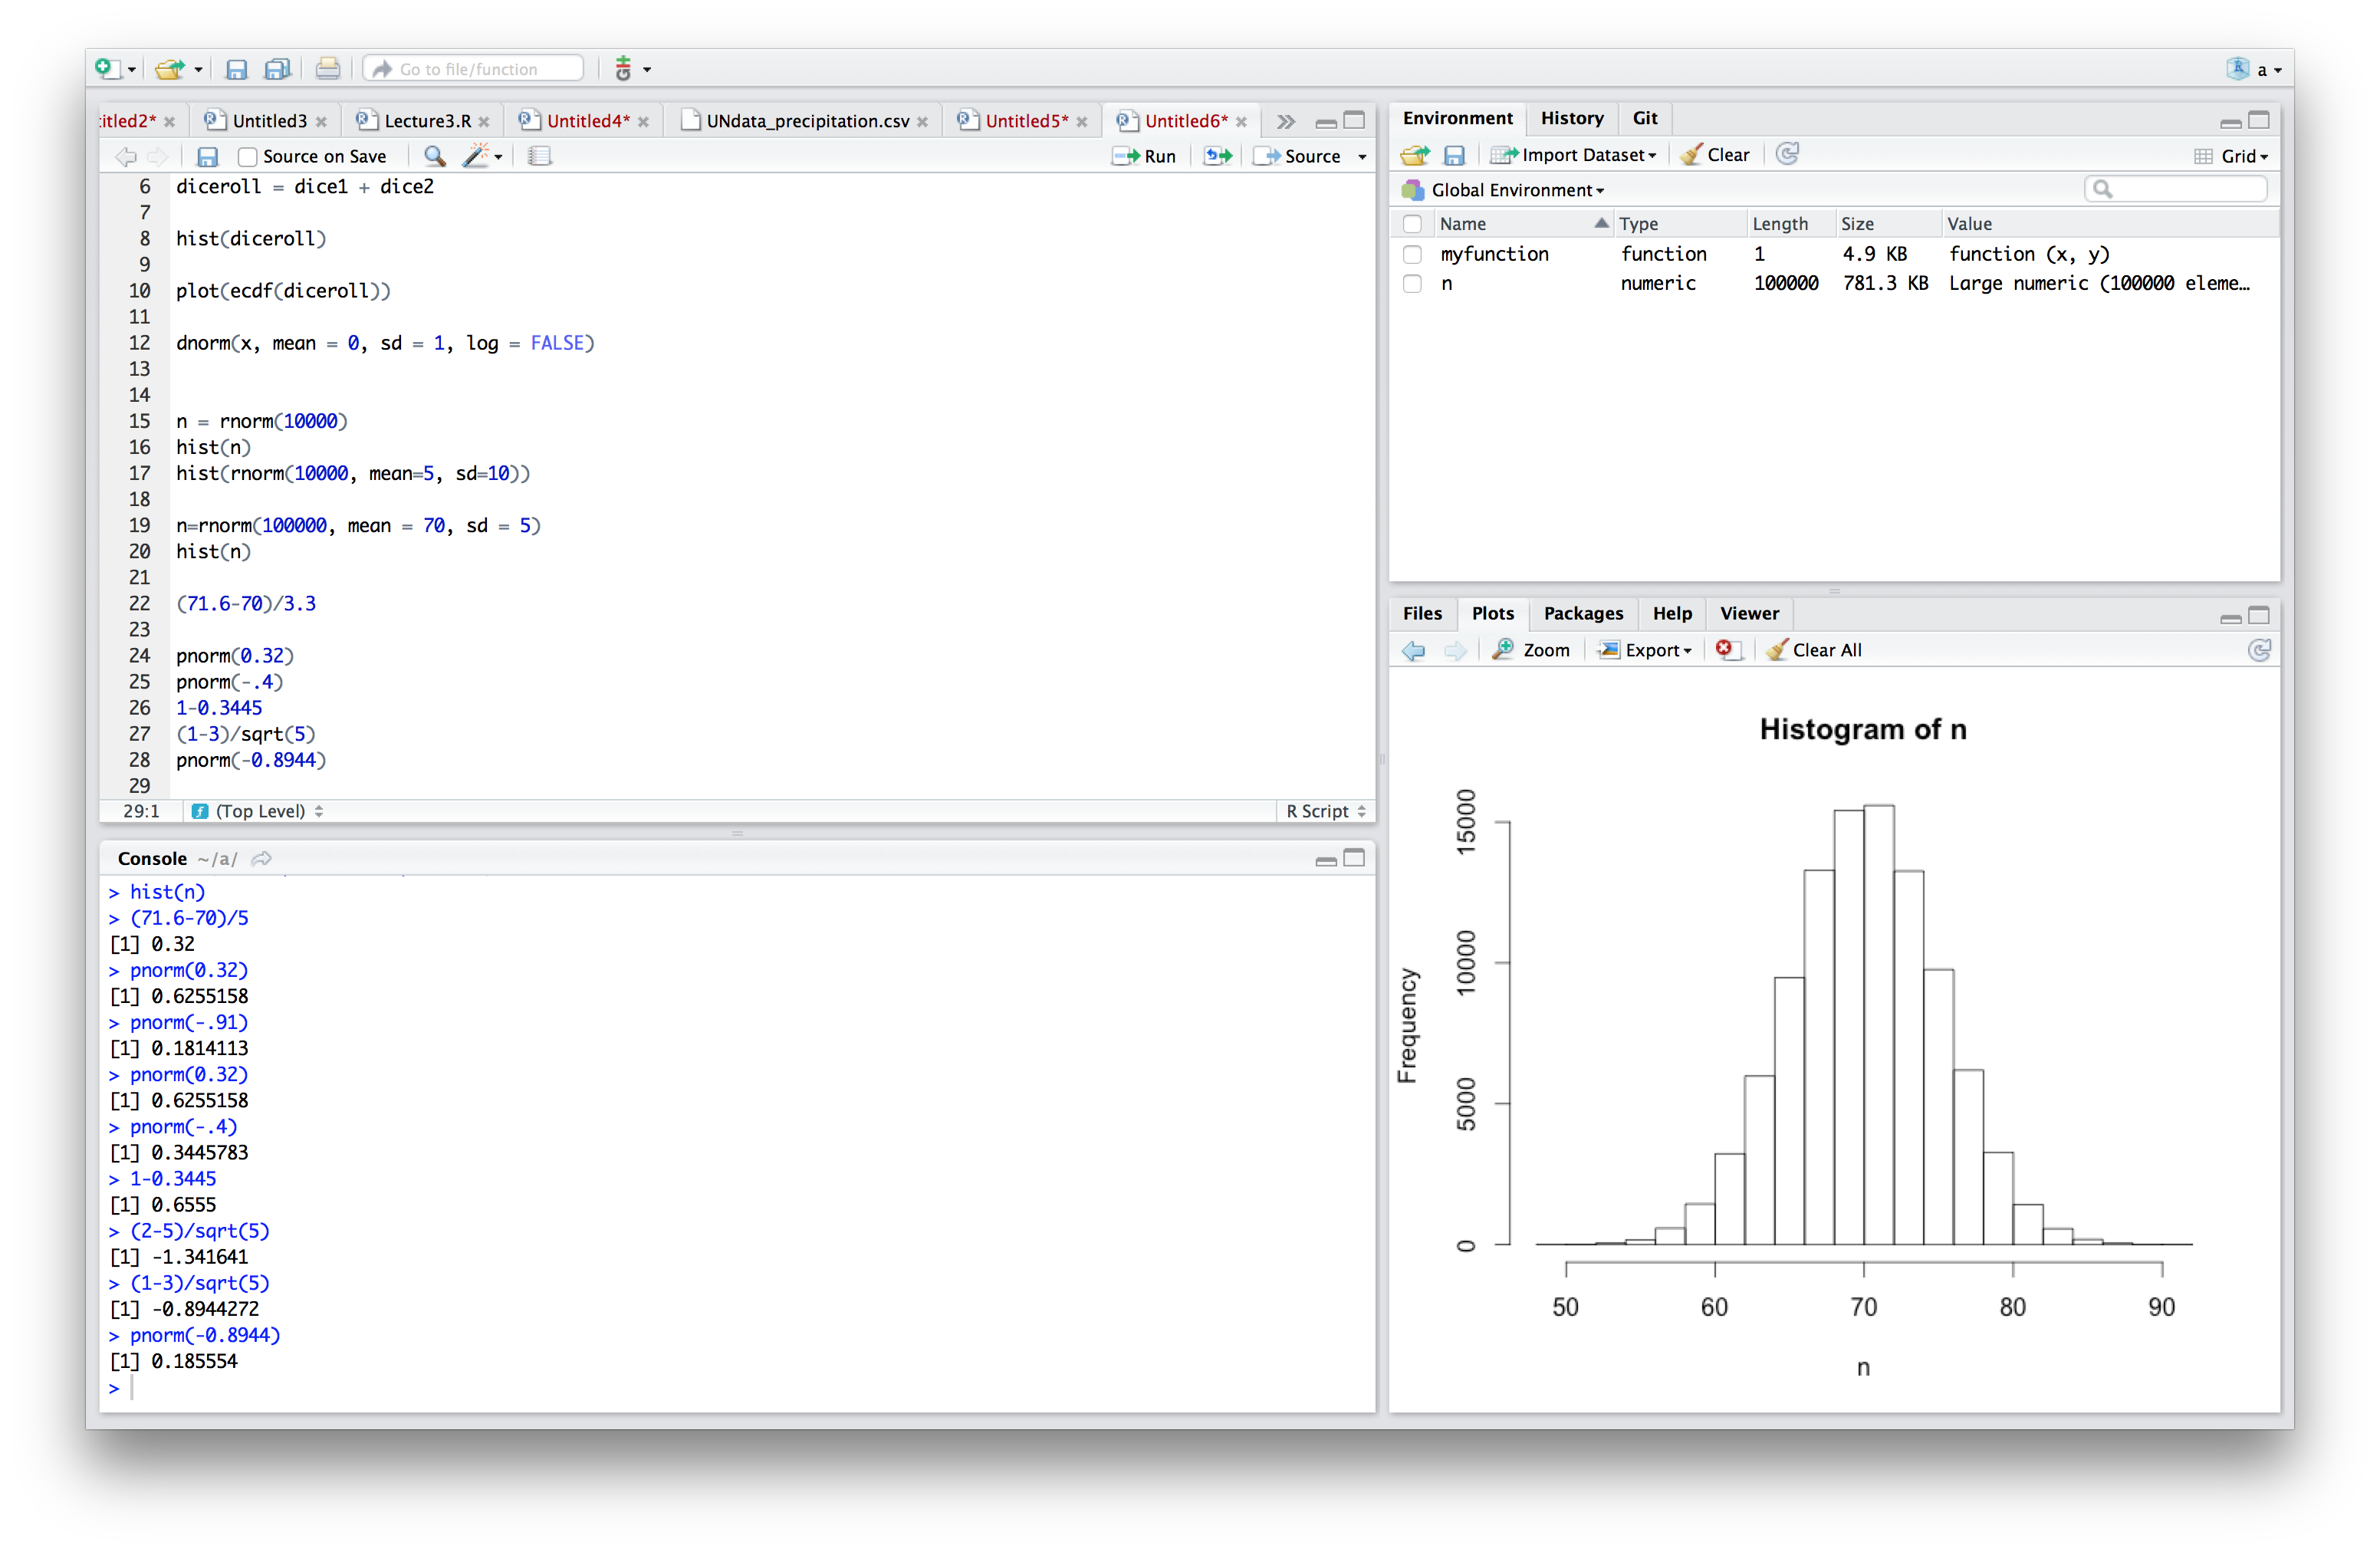 Go to file/function
a
titled2*
Untitled3
Lecture3.R
Untitled4*
UNdata_precipitation.csv
Untitled5*
Untitled6*
Source on Save
Run
Source
6 diceroll = dice1 + dice2
7
8 hist(diceroll)
9
10 plot(ecdf(diceroll))
11
12 dnorm(x, mean = 0, sd = 1, log = FALSE)
13
14
15 n = rnorm(10000)
16 hist(n)
17 hist(rnorm(10000, mean=5, sd=10))
18
19 n=rnorm(100000, mean = 70, sd = 5)
20 hist(n)
21
22 (71.6-70)/3.3
23
24 pnorm(0.32)
25 pnorm(-.4)
26 1-0.3445
27 (1-3)/sqrt(5)
28 pnorm(-0.8944)
29
29:1 (Top Level) R Script
Console ~/a/
> hist(n)
> (71.6-70)/5
[1] 0.32
> pnorm(0.32)
[1] 0.6255158
> pnorm(-.91)
[1] 0.1814113
> pnorm(0.32)
[1] 0.6255158
> pnorm(-.4)
[1] 0.3445783
> 1-0.3445
[1] 0.6555
> (2-5)/sqrt(5)
[1] -1.341641
> (1-3)/sqrt(5)
[1] -0.8944272
> pnorm(-0.8944)
[1] 0.185554
>
Environment History Git
Import Dataset Clear Grid
Global Environment
Name Type Length Size Value
myfunction function 1 4.9 KB function (x, y)
n numeric 100000 781.3 KB Large numeric (100000 eleme…
Files Plots Packages Help Viewer
Zoom Export Clear All
Histogram of n
Frequency
15000
10000
5000
0
50 60 70 80 90
n